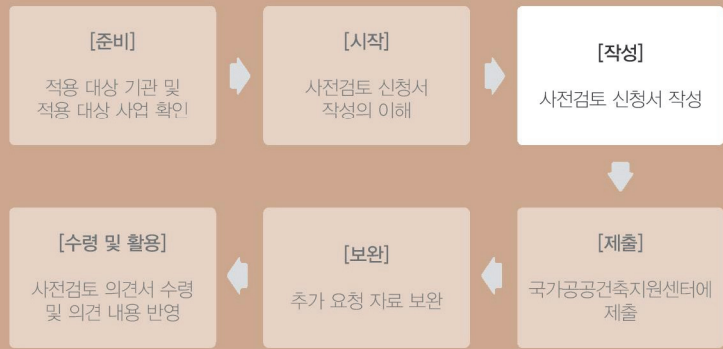 [준비]
적용 대상 기관 및
적용 대상 사업 확인
[시작]
사전검토 신청서
작성의 이해
[작성]
사전검토 신청서 작성
[제출]
국가공공건축지원센터에
제출
[보완]
추가 요청 자료 보완
[수령 및 활용]
사전검토 의견서 수령
및 의견 내용 반영